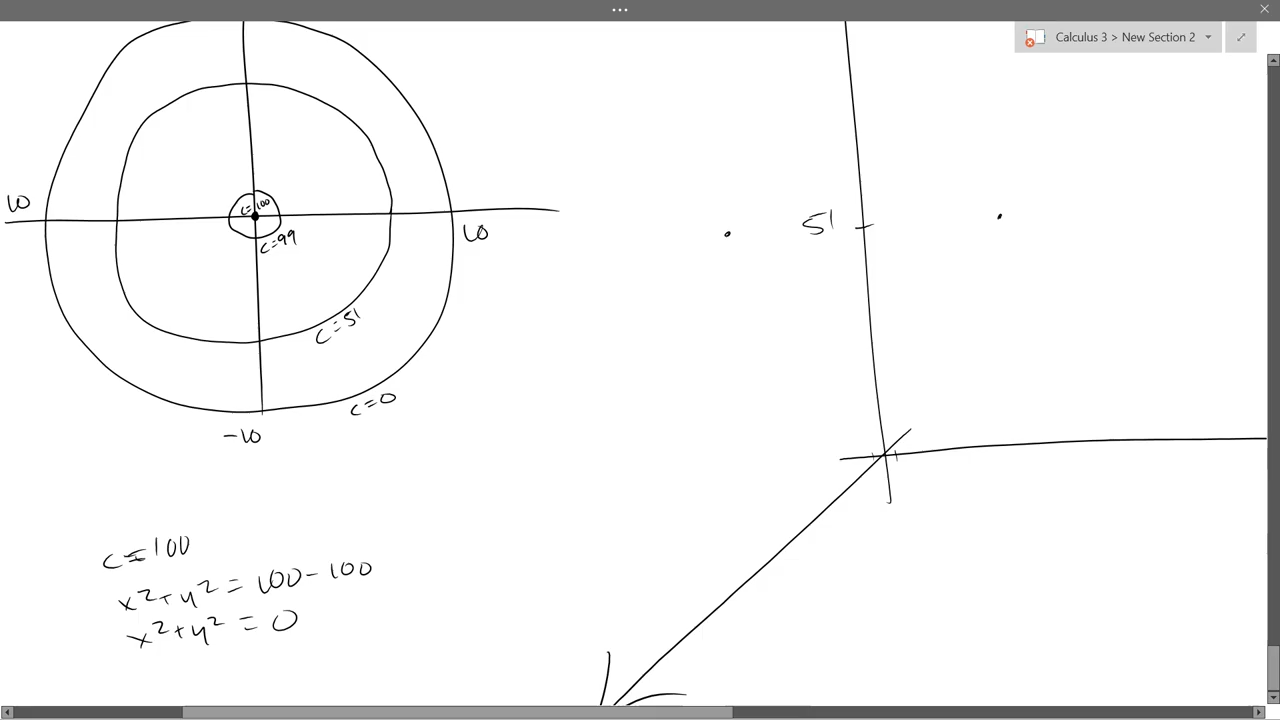 Calculus 3 > New Section 2
10
c=100
c=99
10
c=51
c=0
-10
51
c=100
x²+y²=100-100
x²+y²=0